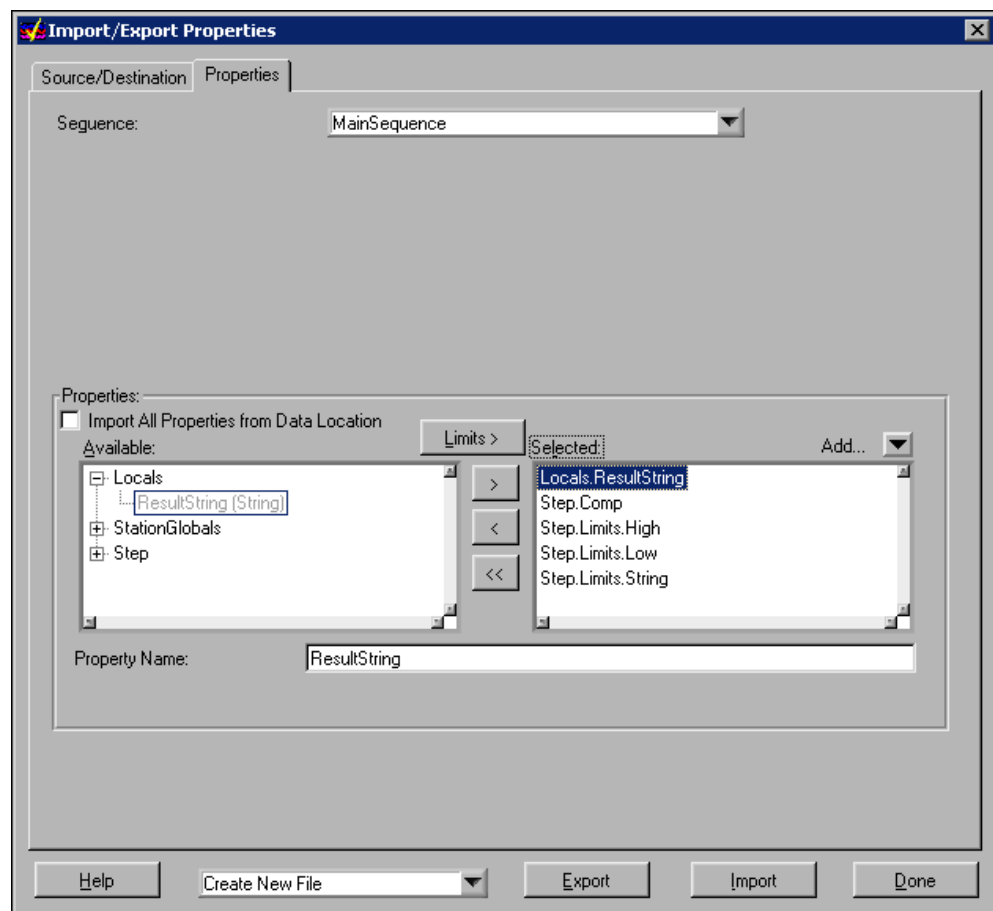 Import/Export Properties
Source/Destination
Properties
Sequence:
MainSequence
Properties:
Import All Properties from Data Location
Available:
Limits >
Selected:
Add...
Locals
ResultString (String)
StationGlobals
Step
>
<
<<
Locals.ResultString
Step.Comp
Step.Limits.High
Step.Limits.Low
Step.Limits.String
Property Name:
ResultString
Help
Create New File
Export
Import
Done